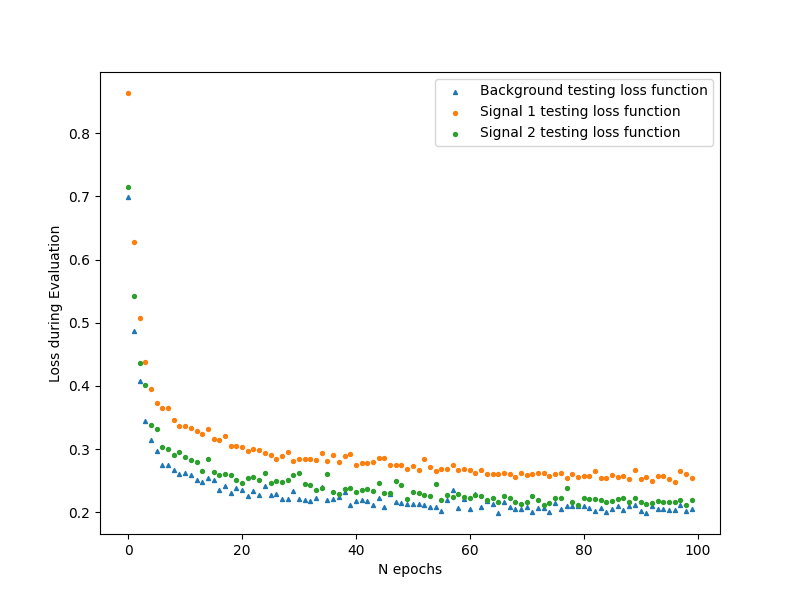 Background testing loss function
Signal 1 testing loss function
Signal 2 testing loss function
0.8
0.7
0.6
0.5
0.4
0.3
0.2
Loss during Evaluation
0 20 40 60 80 100
N epochs